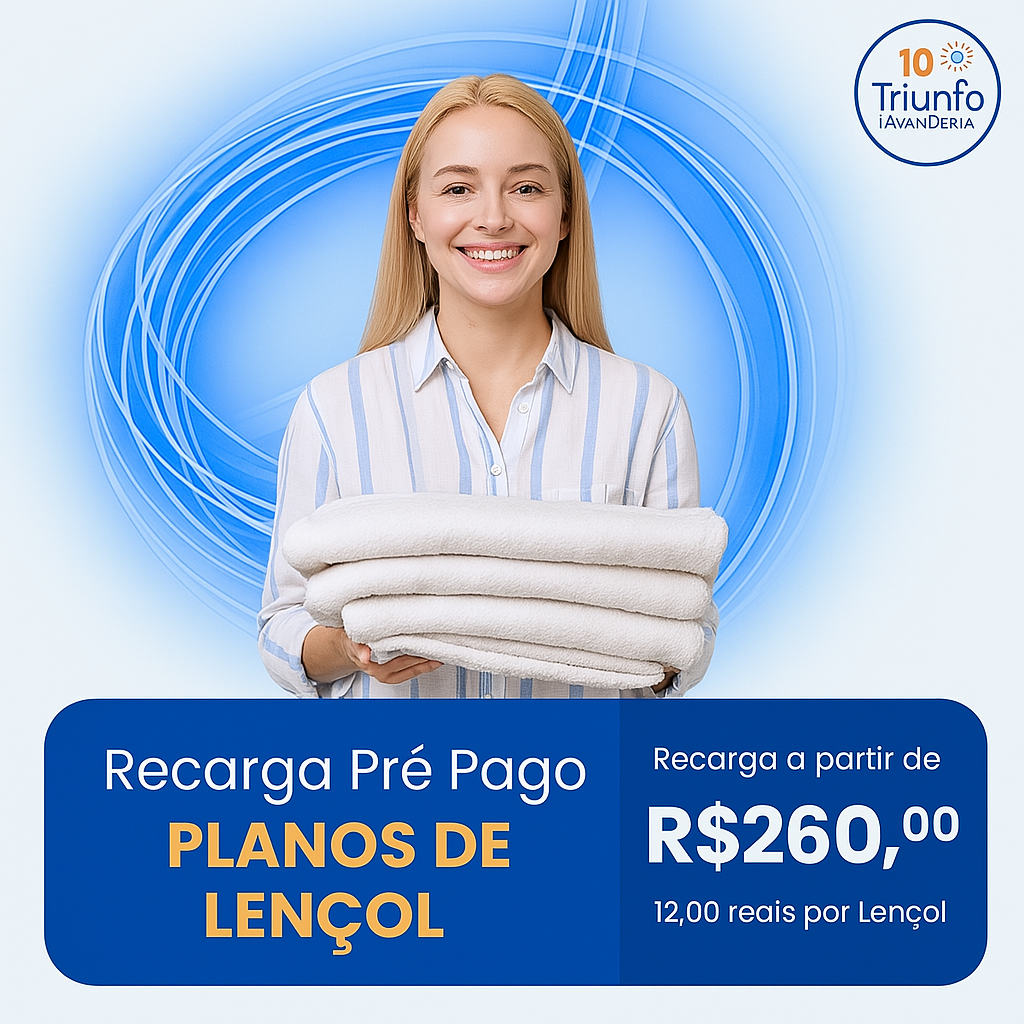 10
Triunfo
iAVANDERIA
Recarga Pré Pago
PLANOS DE
LENÇOL
Recarga a partir de
R$260,00
12,00 reais por Lençol